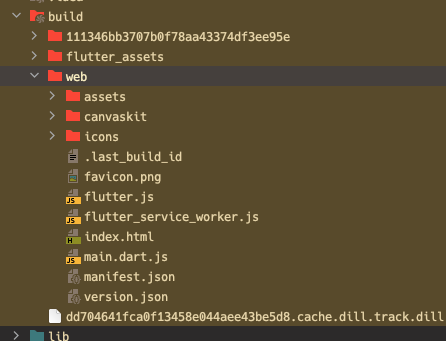 build
111346bb3707b0f78aa43374df3ee95e
flutter_assets
web
assets
canvaskit
icons
.last_build_id
favicon.png
flutter.js
flutter_service_worker.js
index.html
main.dart.js
manifest.json
version.json
dd704641fca0f13458e044aee43be5d8.cache.dill.track.dill
lib